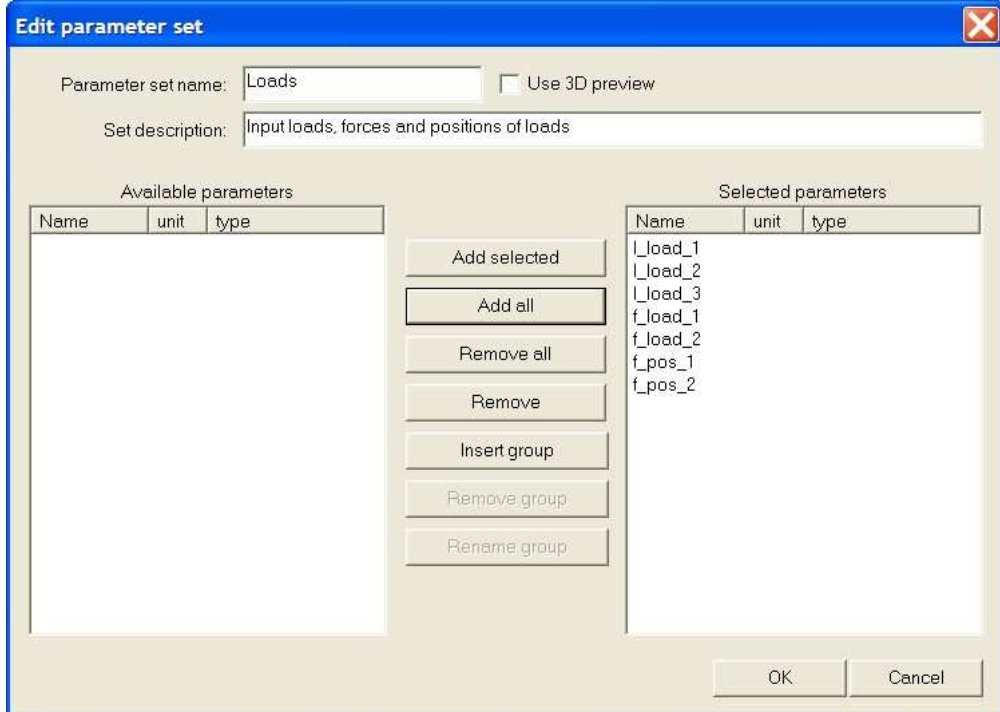 Edit parameter set
Parameter set name: Loads Use 3D preview
Set description: Input loads, forces and positions of loads
Available parameters Selected parameters
Name unit type Name unit type
l_load_1
Add selected
l_load_2
l_load_3
Add all
f_load_1
f_load_2
Remove all
f_pos_1
f_pos_2
Remove
Insert group
Remove group
Rename group
OK Cancel